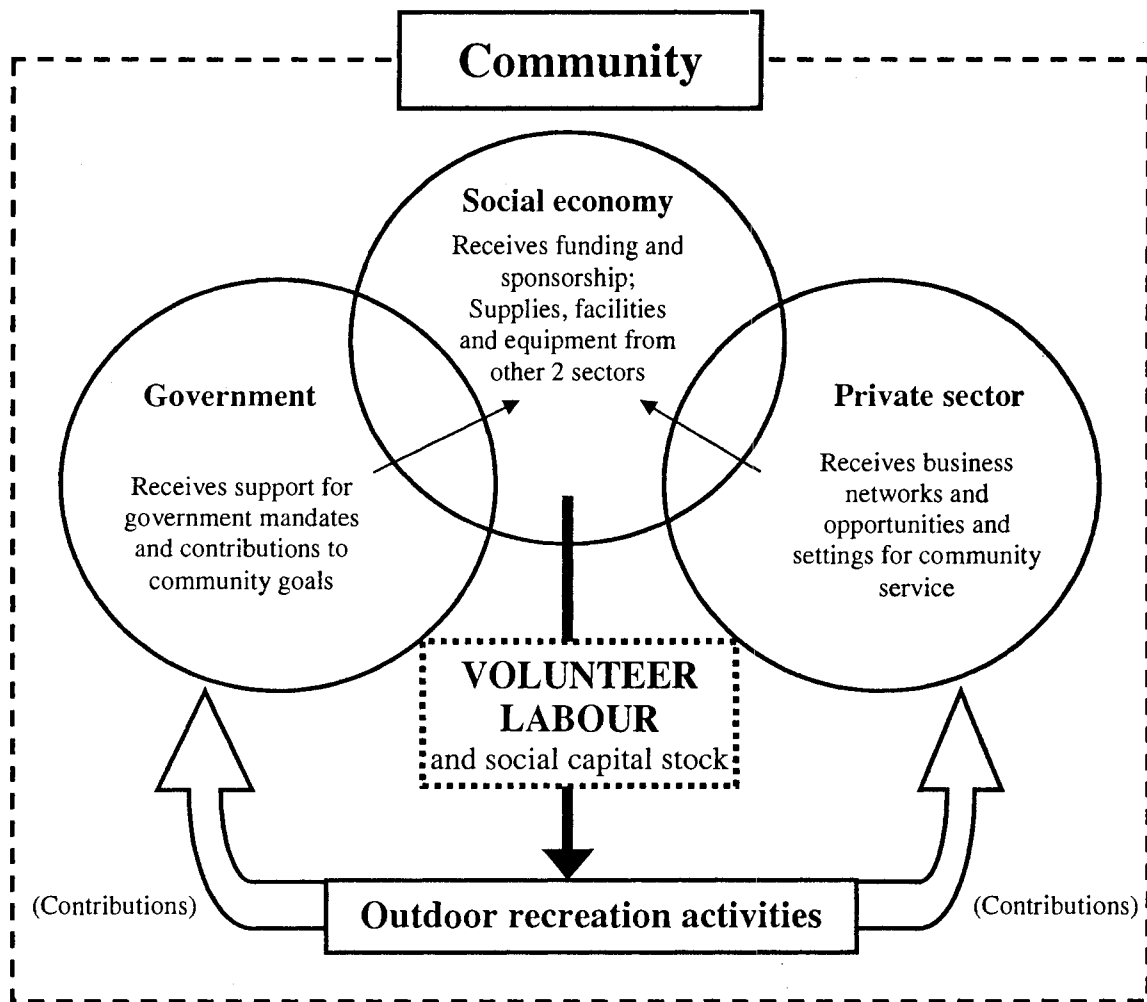 Community
Social economy
Receives funding and
sponsorship;
Supplies, facilities
and equipment from
other 2 sectors
Government
Receives support for
government mandates
and contributions to
community goals
Private sector
Receives business
networks and
opportunities and
settings for community
service
VOLUNTEER
LABOUR
and social capital stock
(Contributions)
Outdoor recreation activities
(Contributions)